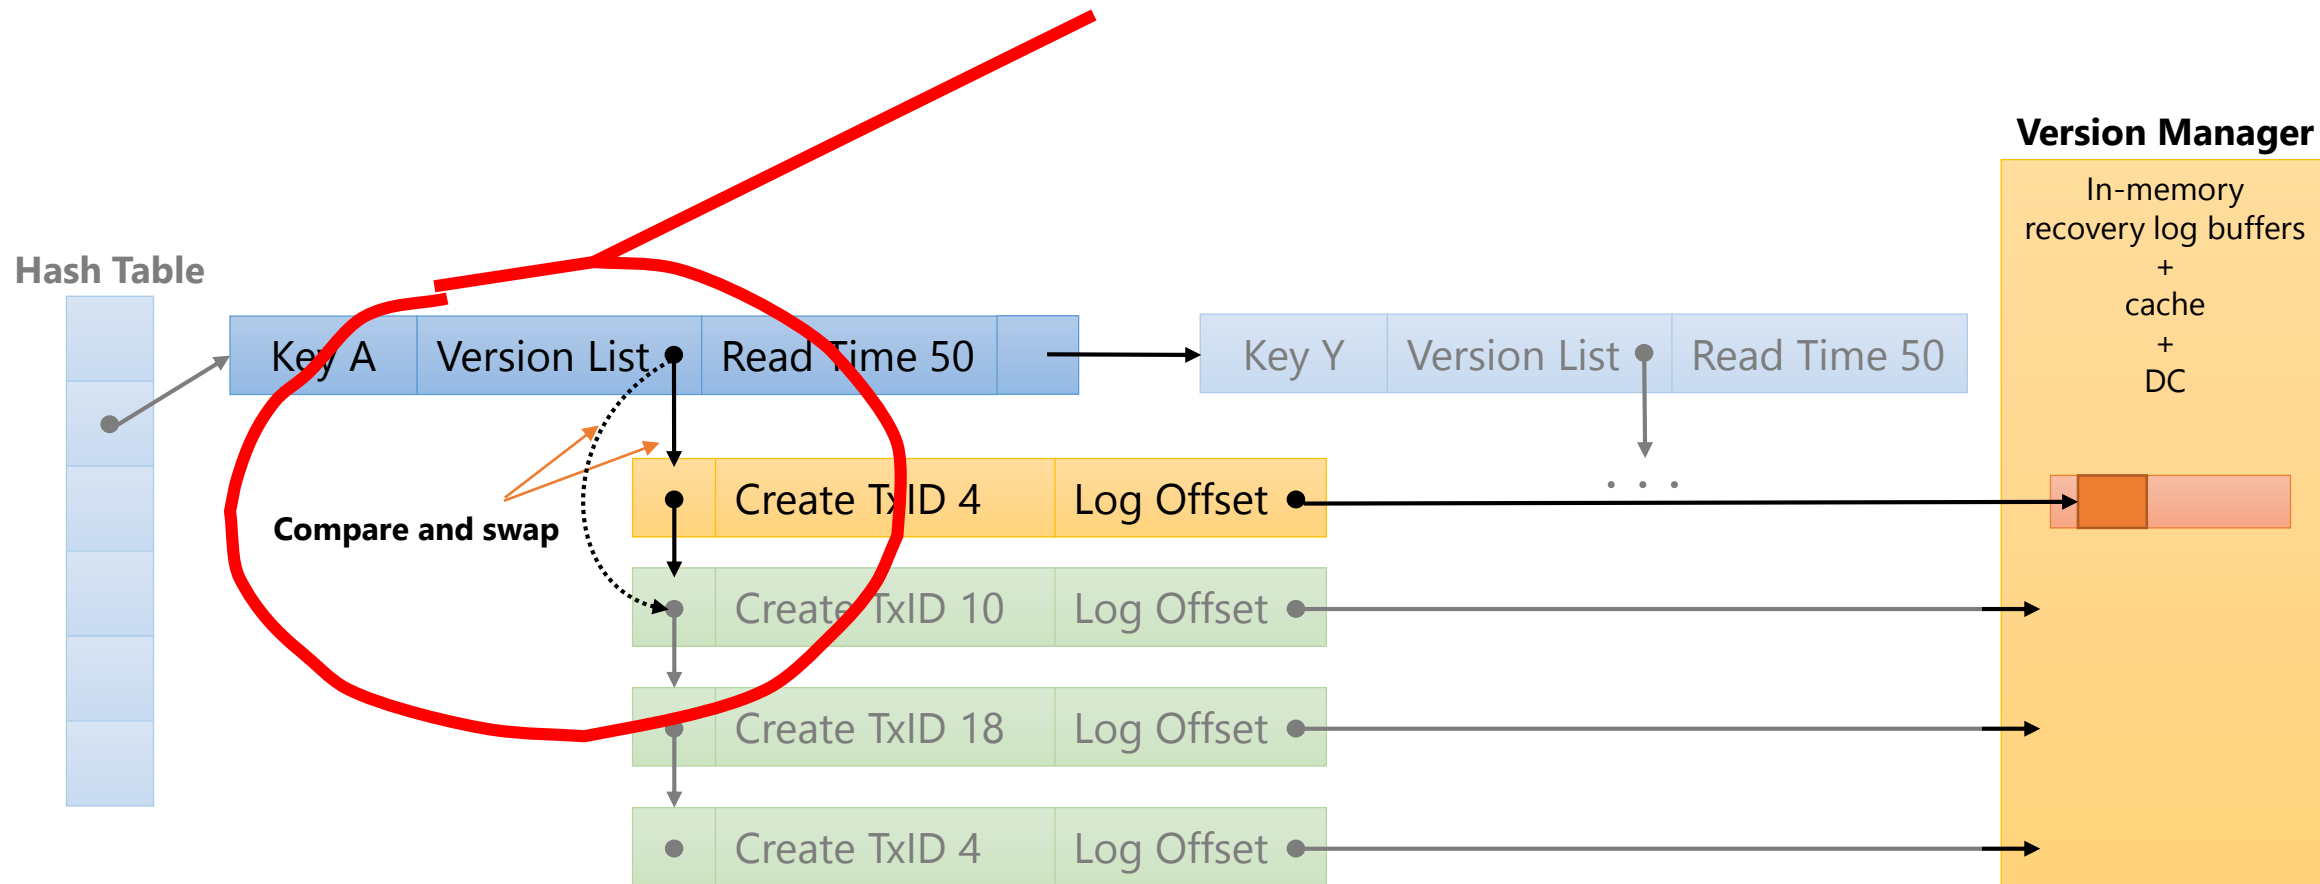 Version Manager
In-memory
recovery log buffers
+
cache
+
DC
Hash Table
Key A Version List Read Time 50
Key Y Version List Read Time 50
. . .
Compare and swap
Create TxID 4 Log Offset
Create TxID 10 Log Offset
Create TxID 18 Log Offset
Create TxID 4 Log Offset